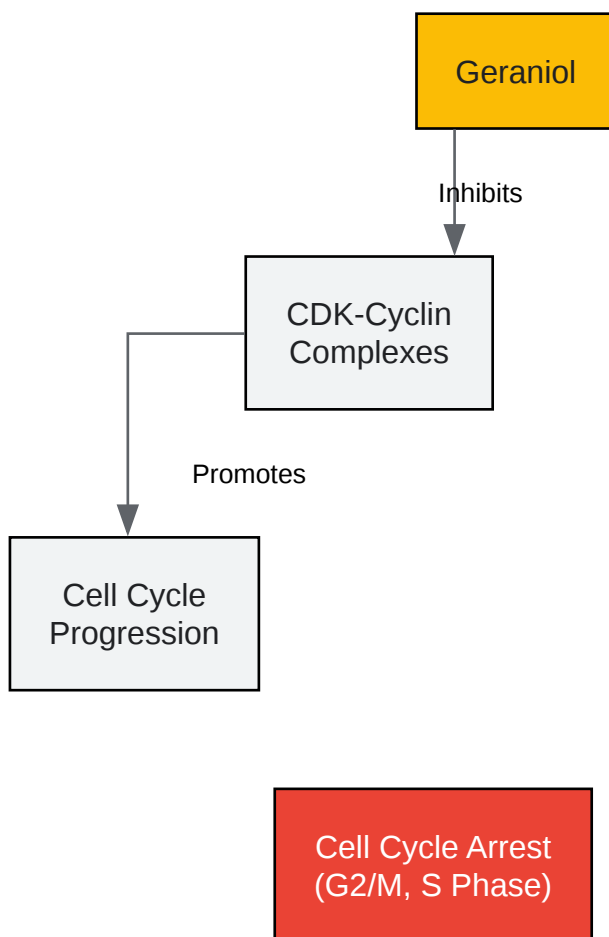 Geraniol
Inhibits
CDK-Cyclin
Complexes
Promotes
Cell Cycle
Progression
Cell Cycle Arrest
(G2/M, S Phase)